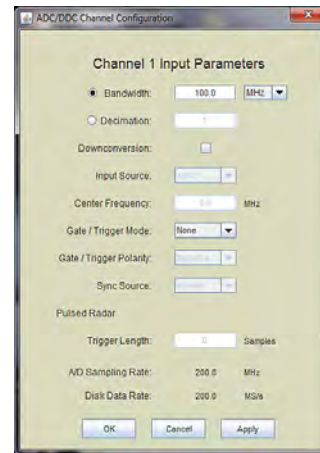 ADC/DDC Channel Configuration
Channel 1 Input Parameters
Bandwidth: 100.0 MHz
Decimation: 1
Downconversion:
Input Source:
Center Frequency: 0.0 MHz
Gate / Trigger Mode: None
Gate / Trigger Polarity:
Sync Source:
Pulsed Radar
Trigger Length: 0 Samples
A/D Sampling Rate: 200.0 MHz
Disk Data Rate: 200.0 MS/s
OK Cancel Apply